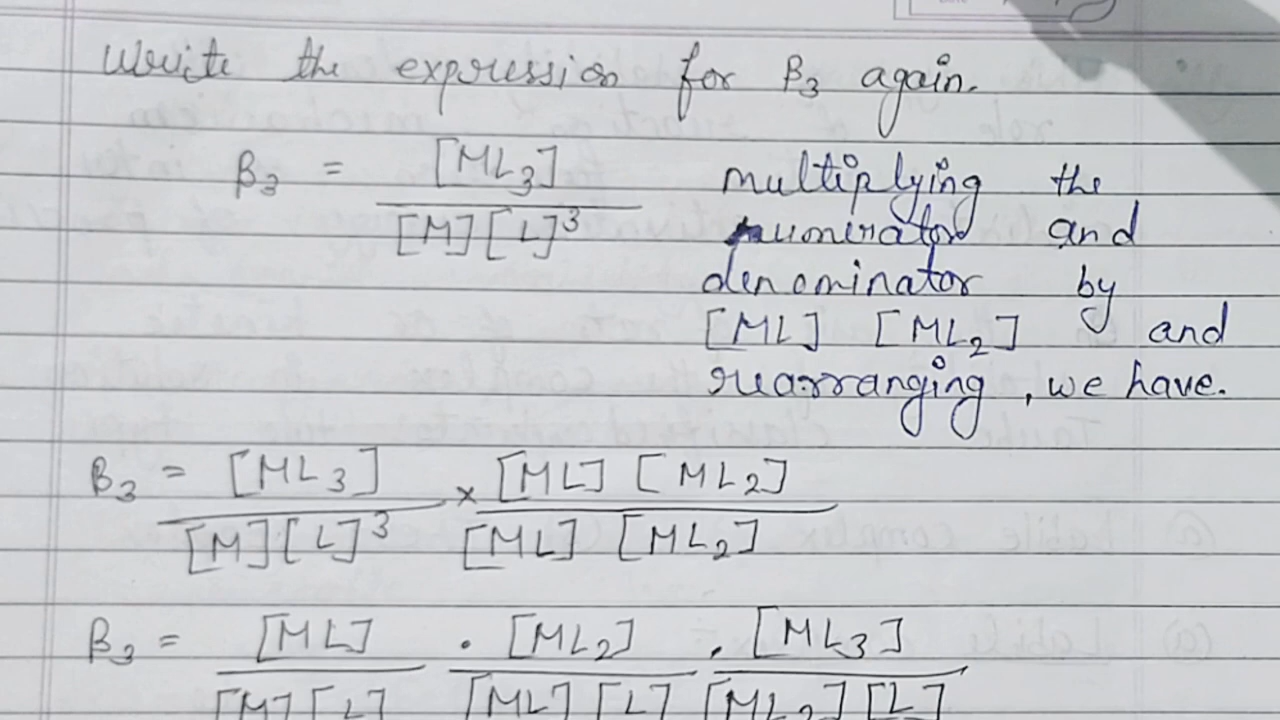 Write the expression for β₃ again.
β₃ = [ML₃] / [M][L]³
multiplying the
numerator and
denominator by
[ML] [ML₂] and
rearranging, we have.
β₃ = [ML₃] / [M][L]³ × [ML] [ML₂] / [ML] [ML₂]
β₃ = [ML] / [M][L] . [ML₂] / [ML][L] . [ML₃] / [ML₂][L]